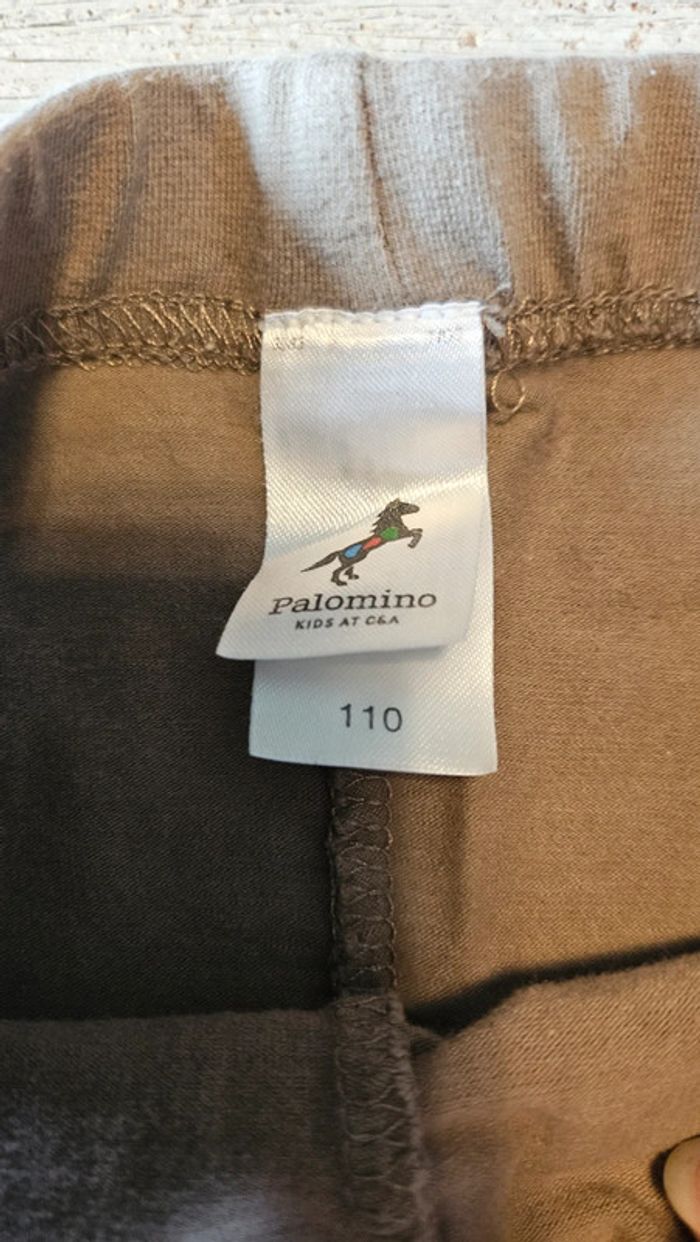 Palomino
KIDS AT C&A
110